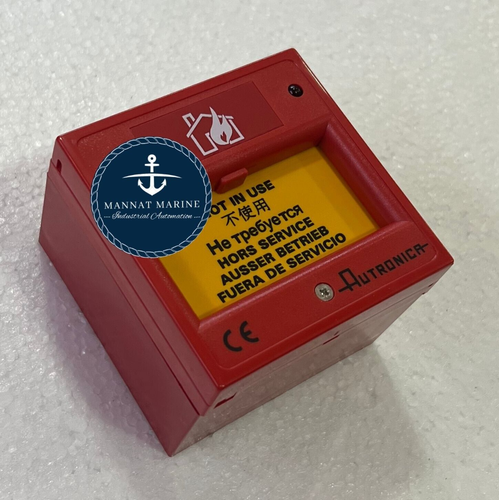 MANNAT MARINE
Industrial Automation
OT IN USE
不使用
Не требуется
HORS SERVICE
AUSSER BETRIEB
FUERA DE SERVICIO
AUTRONICA
CE